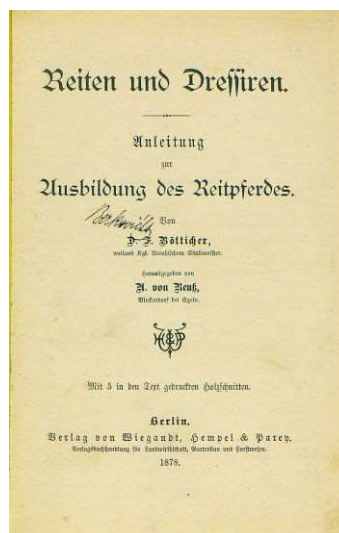 Reiten und Dressiren.
Anleitung
zur
Ausbildung des Reitpferdes.
Von
Bötticher,
weiland Kgl. Preußischem Stallmeister.
Herausgegeben von
von Reuß,
bei Egeln.
Mit 5 in den Text gedruckten Holzschnitten.
Berlin.
Verlag von Wiegandt, Hempel & Parey.
Verlagsbuchhandlung für Landwirthschaft, Gartenbau und Forstwesen.
1878.